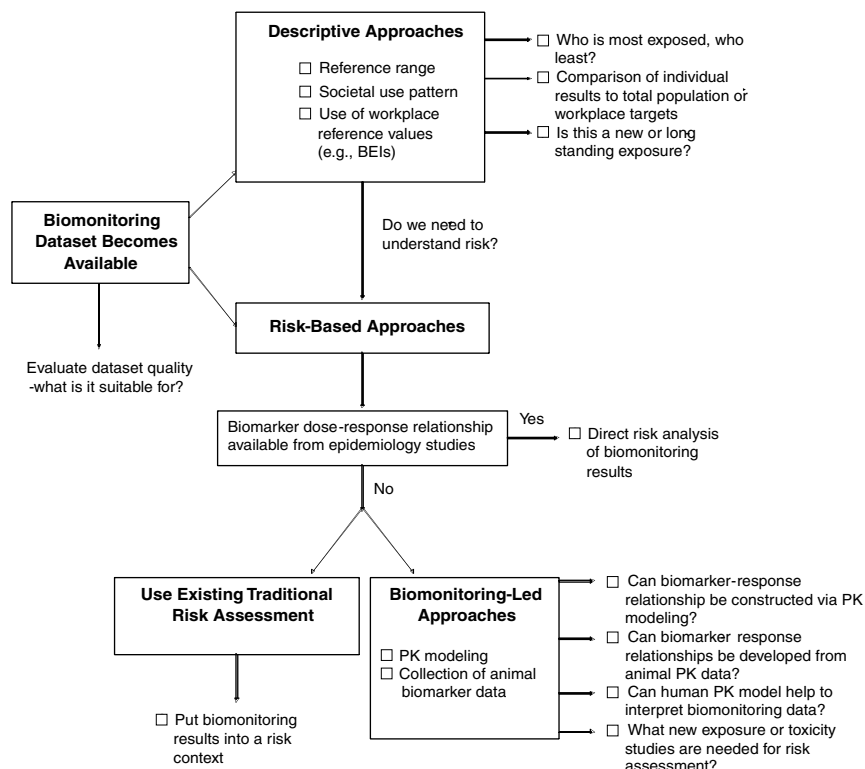 Descriptive Approaches
☐ Reference range
☐ Societal use pattern
☐ Use of workplace
reference values
(e.g., BEIs)
☐ Who is most exposed, who
least?
☐ Comparison of individual
results to total population or
workplace targets
☐ Is this a new or long
standing exposure?
Biomonitoring
Dataset Becomes
Available
Do we need to
understand risk?
Evaluate dataset quality
-what is it suitable for?
Risk-Based Approaches
Biomarker dose-response relationship
available from epidemiology studies
Yes
☐ Direct risk analysis
of biomonitoring
results
No
Use Existing Traditional
Risk Assessment
☐ Put biomonitoring
results into a risk
context
Biomonitoring-Led
Approaches
☐ PK modeling
☐ Collection of animal
biomarker data
☐ Can biomarker-response
relationship be constructed via PK
modeling?
☐ Can biomarker response
relationships be developed from
animal PK data?
☐ Can human PK model help to
interpret biomonitoring data?
☐ What new exposure or toxicity
studies are needed for risk
assessment?